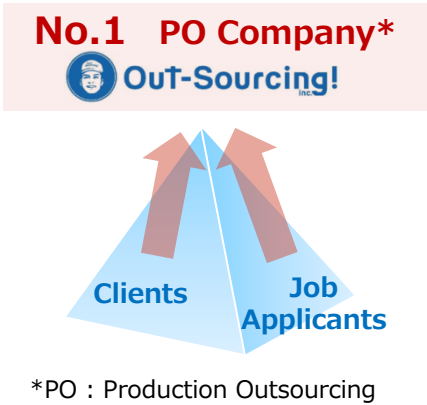 No.1 PO Company*
Out-Sourcing!
inc.
Clients
Job
Applicants
*PO : Production Outsourcing